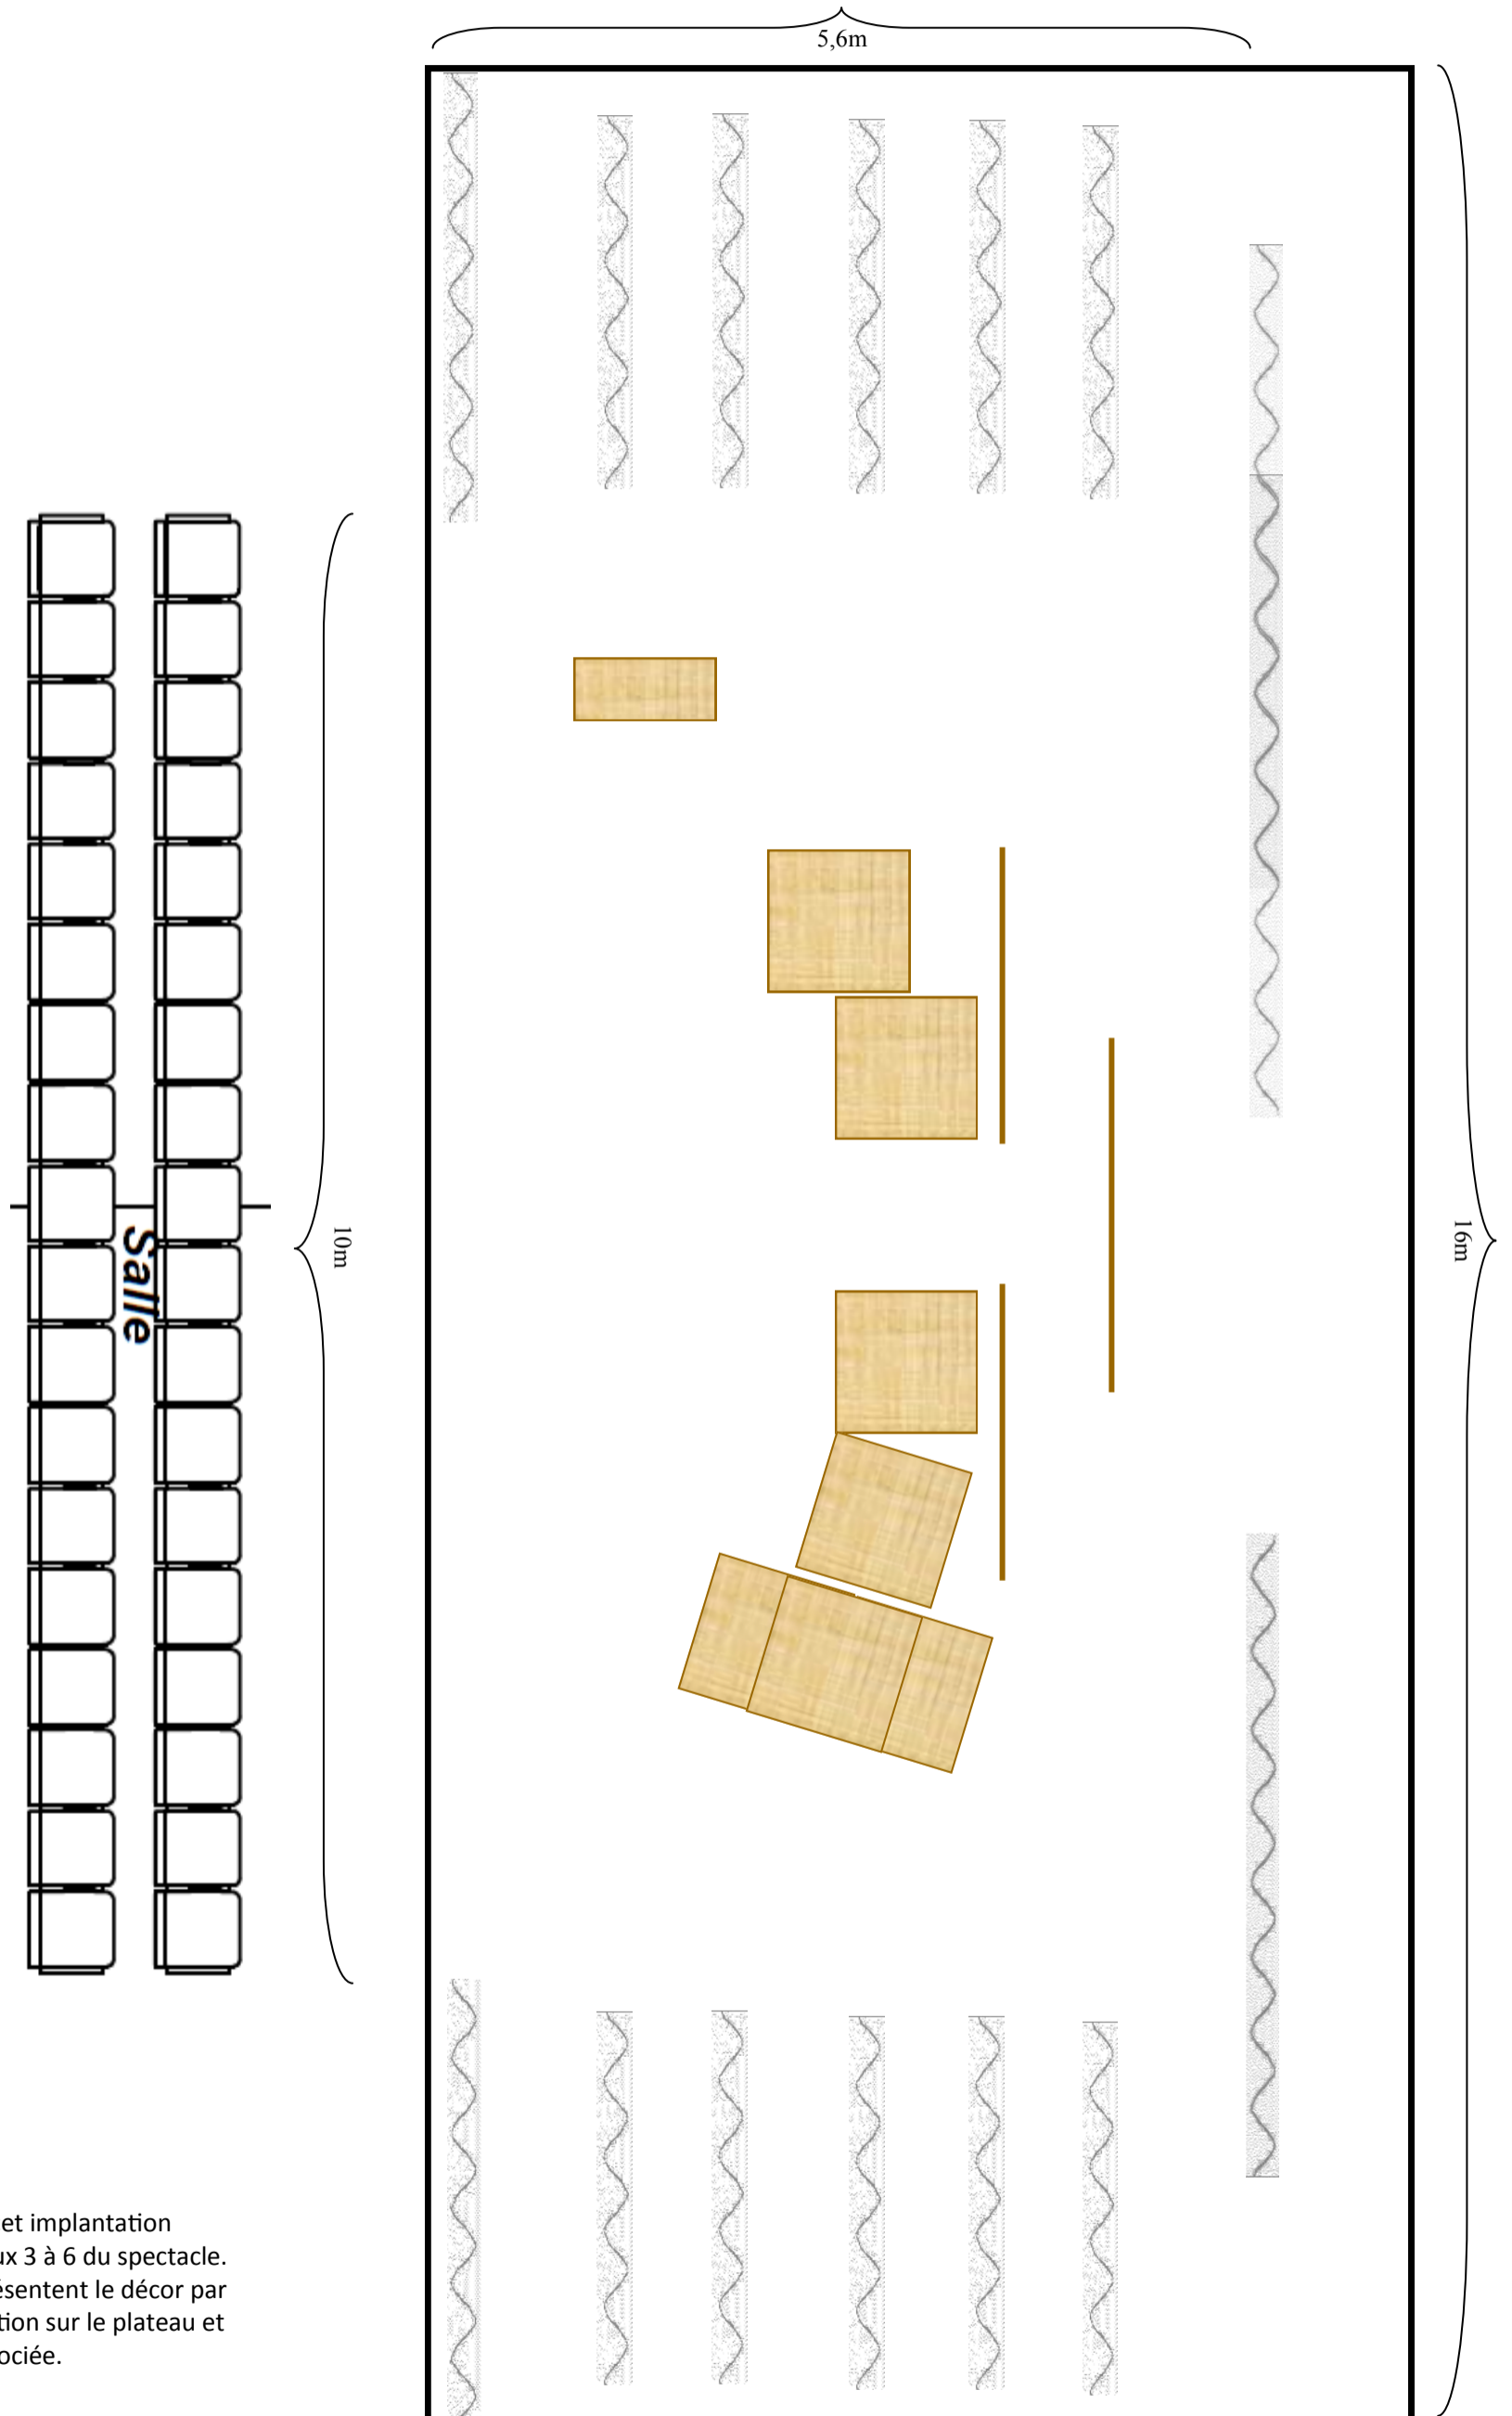 5,6m
10m
16m
Salle
et implantation
ux 3 à 6 du spectacle.
ésentent le décor par
tion sur le plateau et
ociée.